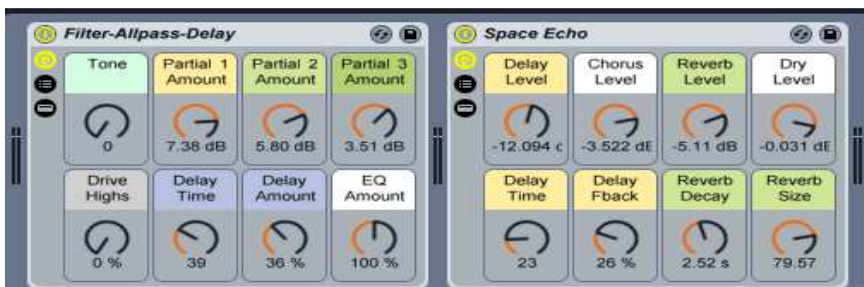 Filter-Allpass-Delay
Tone
Partial 1 Amount
Partial 2 Amount
Partial 3 Amount
0
7.38 dB
5.80 dB
3.51 dB
Drive Highs
Delay Time
Delay Amount
EQ Amount
0 %
39
36 %
100 %
Space Echo
Delay Level
Chorus Level
Reverb Level
Dry Level
-12.094 c
-3.522 dE
-5.11 dB
-0.031 dE
Delay Time
Delay Fback
Reverb Decay
Reverb Size
23
26 %
2.52 s
79.57